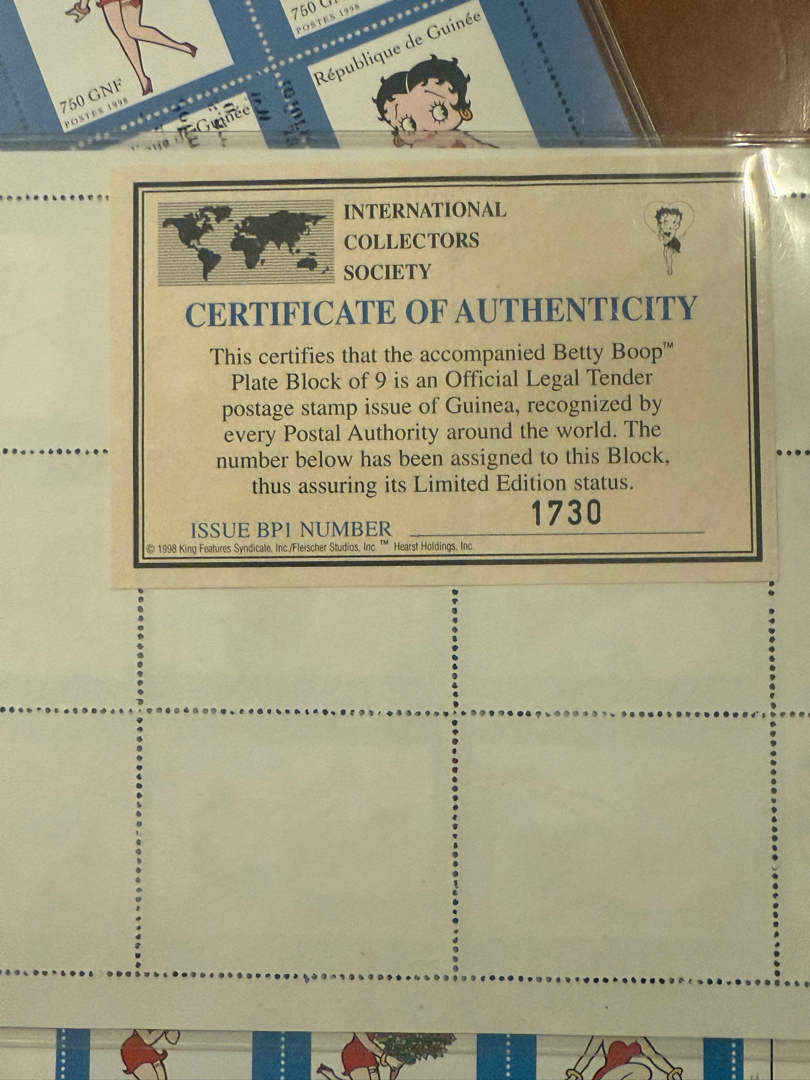 750 G
POSTES 1998
750 GNF
POSTES 1998
République de Guinée
Guinée
INTERNATIONAL
COLLECTORS
SOCIETY
CERTIFICATE OF AUTHENTICITY
This certifies that the accompanied Betty Boop™
Plate Block of 9 is an Official Legal Tender
postage stamp issue of Guinea, recognized by
every Postal Authority around the world. The
number below has been assigned to this Block,
thus assuring its Limited Edition status.
ISSUE BP1 NUMBER 1730
© 1998 King Features Syndicate, Inc./Fleischer Studios, Inc. ™ Hearst Holdings, Inc.